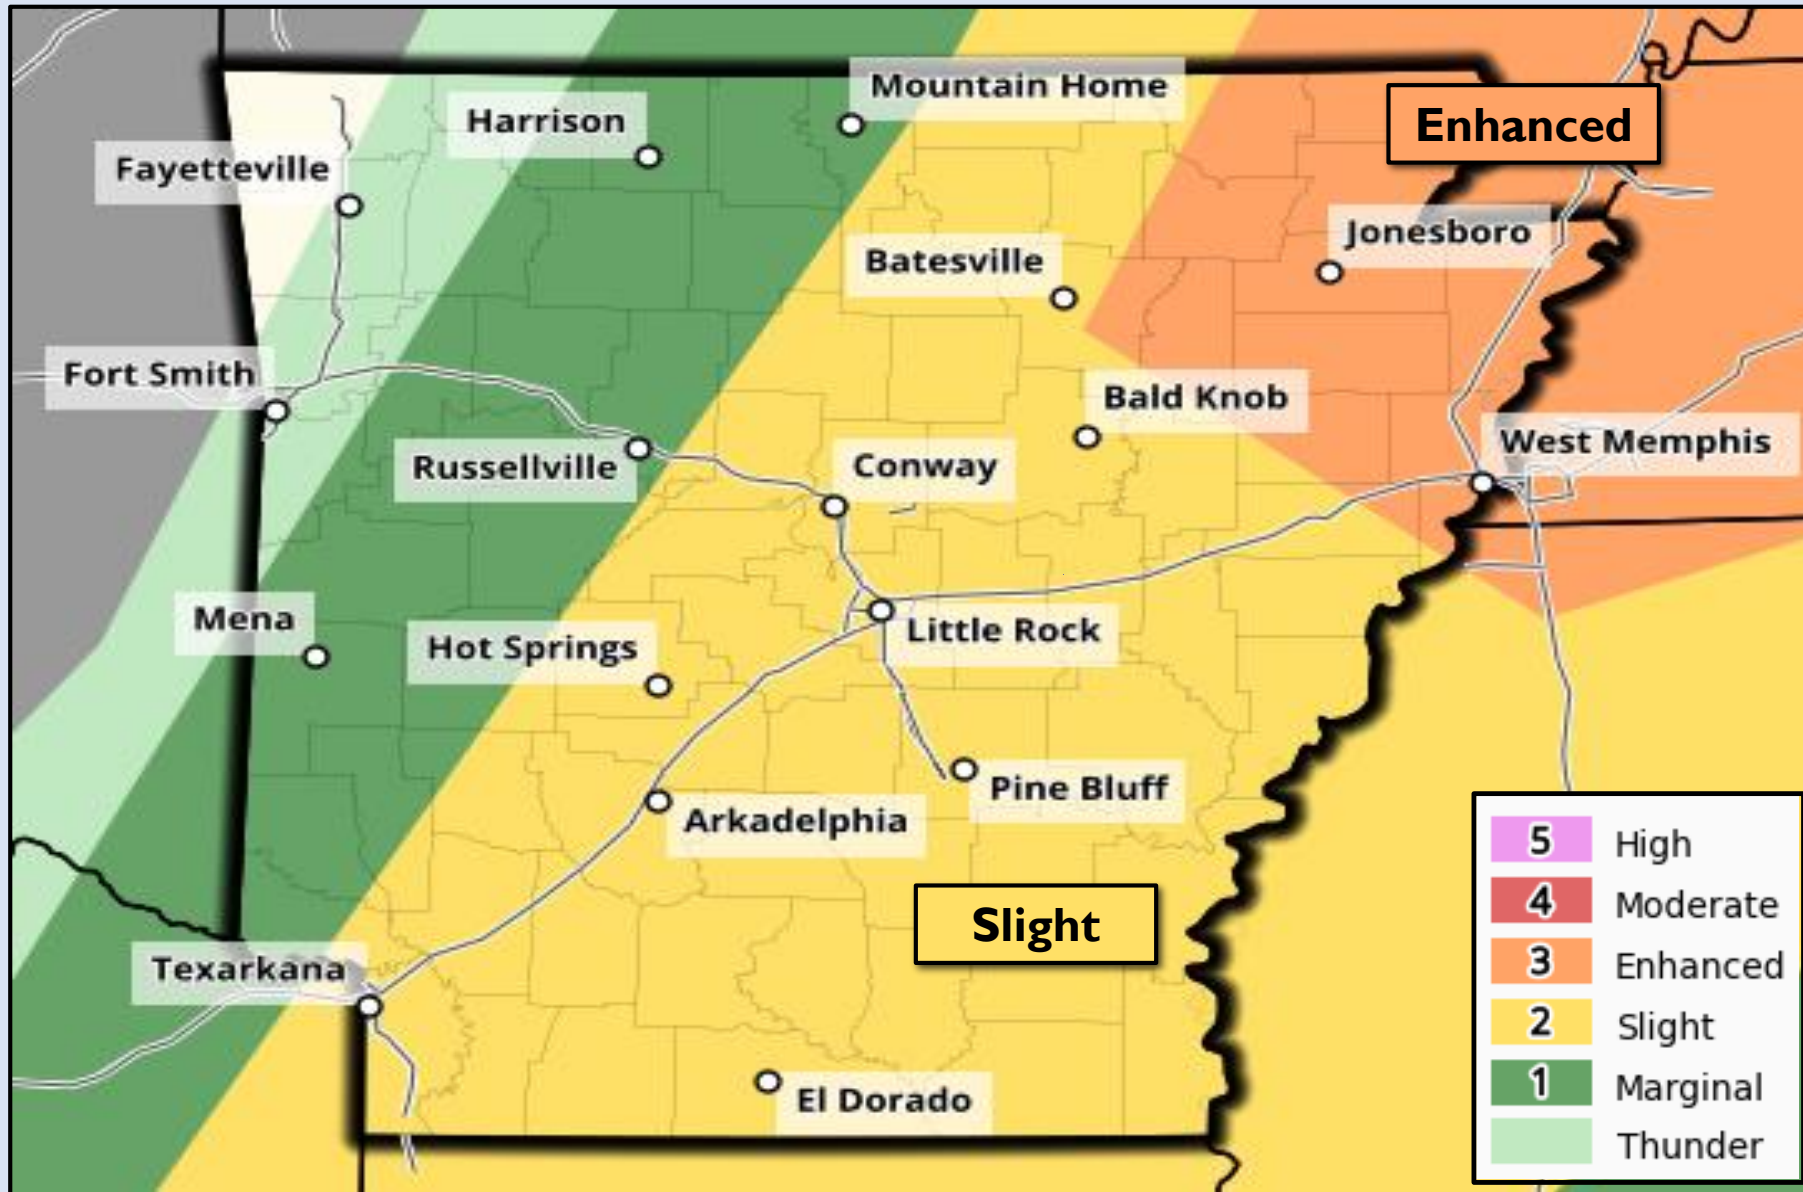 Mountain Home
Harrison
Enhanced
Fayetteville
Jonesboro
Batesville
Fort Smith
Bald Knob
West Memphis
Russellville
Conway
Mena
Little Rock
Hot Springs
Pine Bluff
Arkadelphia
Slight
Texarkana
El Dorado
5 High
4 Moderate
3 Enhanced
2 Slight
1 Marginal
Thunder